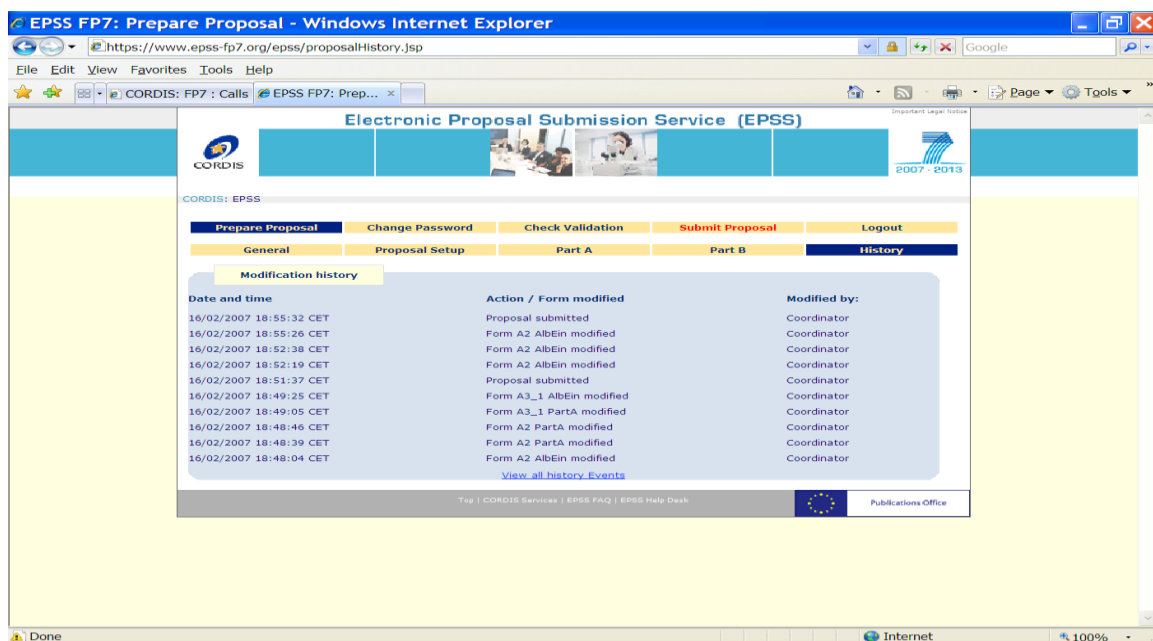 EPSS FP7: Prepare Proposal - Windows Internet Explorer
https://www.epss-fp7.org/epss/proposalHistory.jsp
Google
File Edit View Favorites Tools Help
CORDIS: FP7 : Calls EPSS FP7: Prep... Page Tools
Important Legal Notice
Electronic Proposal Submission Service (EPSS)
CORDIS
2007 - 2013
CORDIS: EPSS
Prepare Proposal Change Password Check Validation Submit Proposal Logout
General Proposal Setup Part A Part B History
Modification history
Date and time Action / Form modified Modified by:
16/02/2007 18:55:32 CET Proposal submitted Coordinator
16/02/2007 18:55:26 CET Form A2 AlbEin modified Coordinator
16/02/2007 18:52:38 CET Form A2 AlbEin modified Coordinator
16/02/2007 18:52:19 CET Form A2 AlbEin modified Coordinator
16/02/2007 18:51:37 CET Proposal submitted Coordinator
16/02/2007 18:49:25 CET Form A3_1 AlbEin modified Coordinator
16/02/2007 18:49:05 CET Form A3_1 PartA modified Coordinator
16/02/2007 18:48:46 CET Form A2 PartA modified Coordinator
16/02/2007 18:48:39 CET Form A2 PartA modified Coordinator
16/02/2007 18:48:04 CET Form A2 AlbEin modified Coordinator
View all history Events
Top | CORDIS Services | EPSS FAQ | EPSS Help Desk
Publications Office
Done Internet 100%